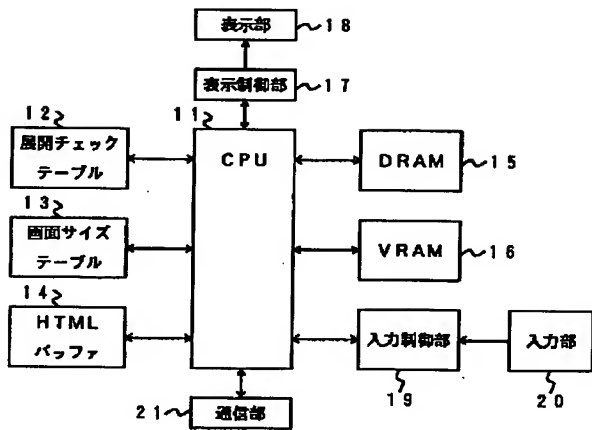 表示部
18
表示制御部
17
12
11
展開チェック
テーブル
CPU
DRAM
15
13
画面サイズ
テーブル
VRAM
16
14
HTML
バッファ
入力制御部
入力部
19
20
21
通信部